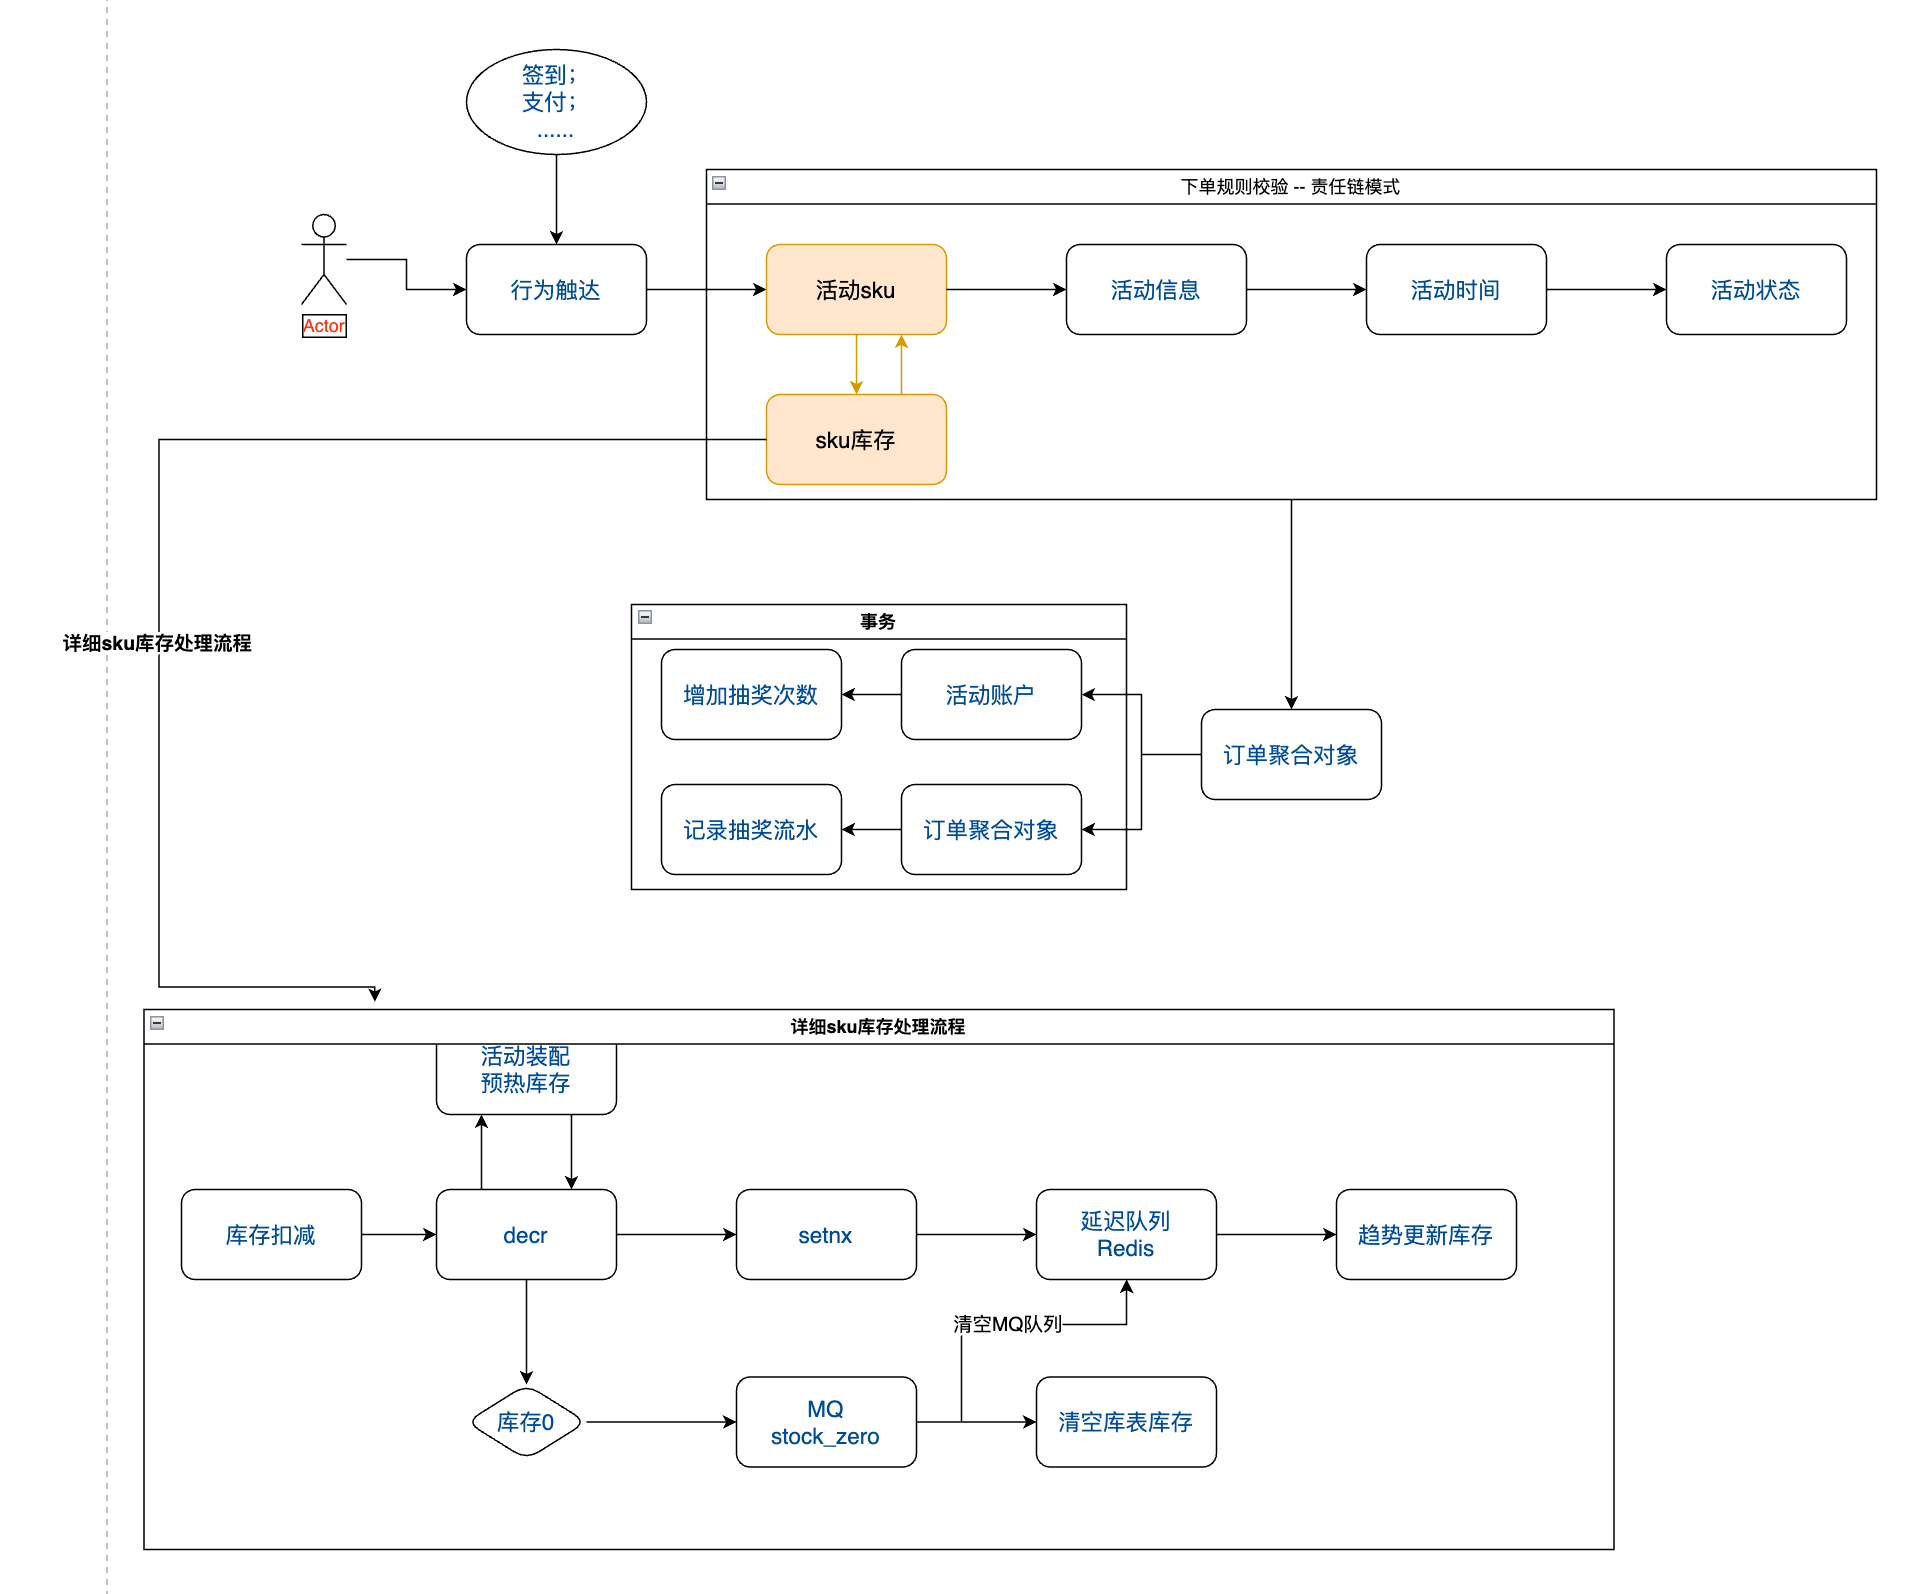 签到；
支付；
......
下单规则校验 -- 责任链模式
Actor
行为触达
活动sku
活动信息
活动时间
活动状态
sku库存
详细sku库存处理流程
事务
增加抽奖次数
活动账户
订单聚合对象
记录抽奖流水
订单聚合对象
详细sku库存处理流程
活动装配
预热库存
库存扣减
decr
setnx
延迟队列
Redis
趋势更新库存
清空MQ队列
库存0
MQ
stock_zero
清空库表库存